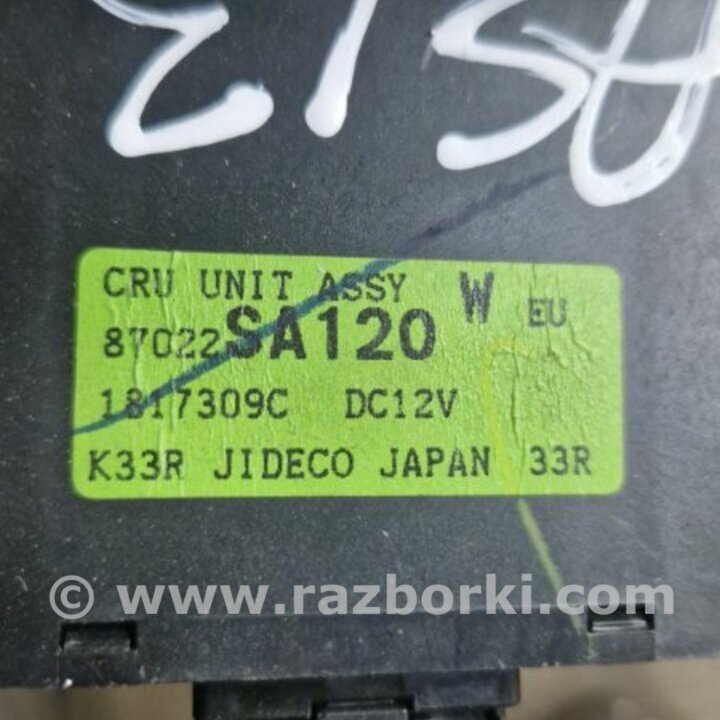 CRU UNIT ASSY W EU
87022SA120
1817309C DC12V
K33R JIDECO JAPAN 33R
© www.razborki.com